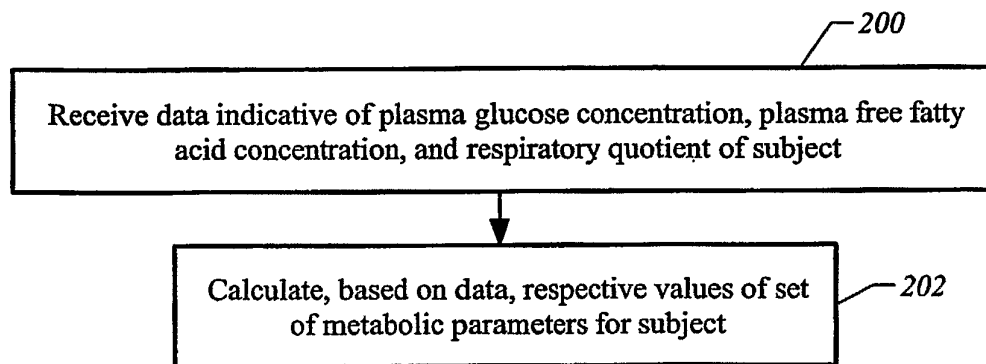 200
Receive data indicative of plasma glucose concentration, plasma free fatty
acid concentration, and respiratory quotient of subject
Calculate, based on data, respective values of set
of metabolic parameters for subject
202